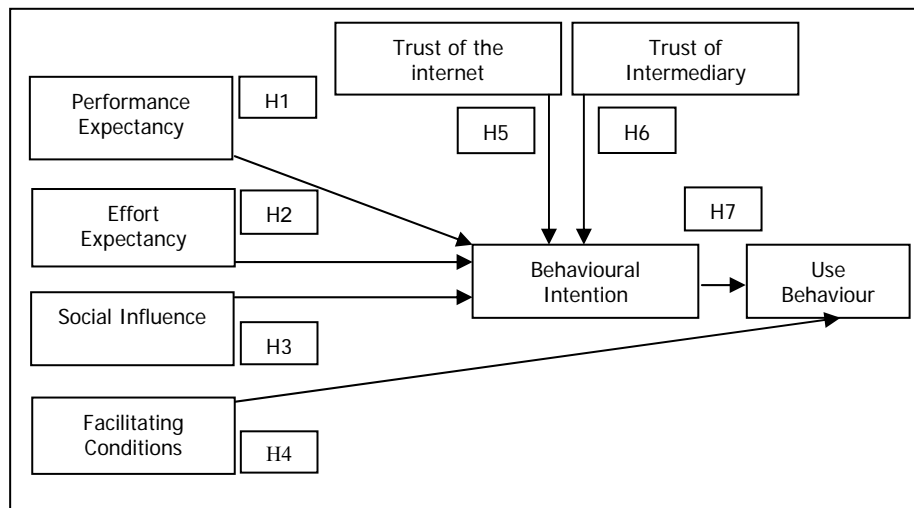 Trust of the
internet
Trust of
Intermediary
Performance
Expectancy
H1
H5
H6
Effort
Expectancy
H2
H7
Behavioural
Intention
Use
Behaviour
Social Influence
H3
Facilitating
Conditions
H4